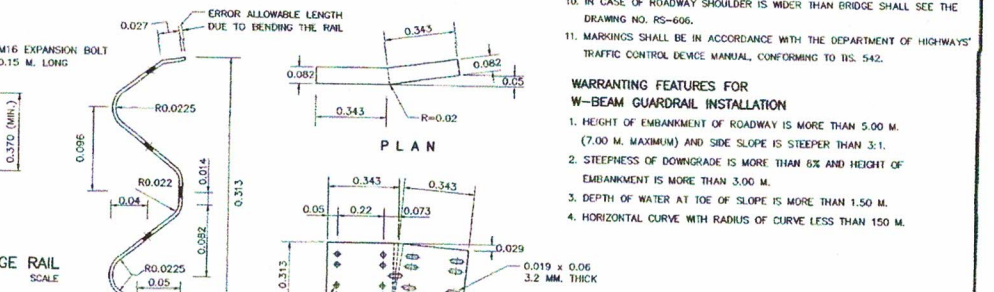 0.027
ERROR ALLOWABLE LENGTH
DUE TO BENDING THE RAIL
M16 EXPANSION BOLT
0.15 M. LONG
0.370 (MIN.)
0.096
R0.0225
R0.022
0.014
0.313
0.04
0.082
R0.0225
0.05
GE RAIL
SCALE
0.343
0.082
0.082
0.05
0.343
R=0.02
PLAN
0.343
0.343
0.05
0.22
0.073
0.029
0.313
0.019 x 0.06
3.2 MM. THICK
10. IN CASE OF ROADWAY SHOULDER IS WIDER THAN BRIDGE SHALL SEE THE
DRAWING NO. RS-606.
11. MARKINGS SHALL BE IN ACCORDANCE WITH THE DEPARTMENT OF HIGHWAYS'
TRAFFIC CONTROL DEVICE MANUAL, CONFORMING TO TIS. 542.
WARRANTING FEATURES FOR
W-BEAM GUARDRAIL INSTALLATION
1. HEIGHT OF EMBANKMENT OF ROADWAY IS MORE THAN 5.00 M.
(7.00 M. MAXIMUM) AND SIDE SLOPE IS STEEPER THAN 3:1.
2. STEEPNESS OF DOWNGRADE IS MORE THAN 6% AND HEIGHT OF
EMBANKMENT IS MORE THAN 3.00 M.
3. DEPTH OF WATER AT TOE OF SLOPE IS MORE THAN 1.50 M.
4. HORIZONTAL CURVE WITH RADIUS OF CURVE LESS THAN 150 M.